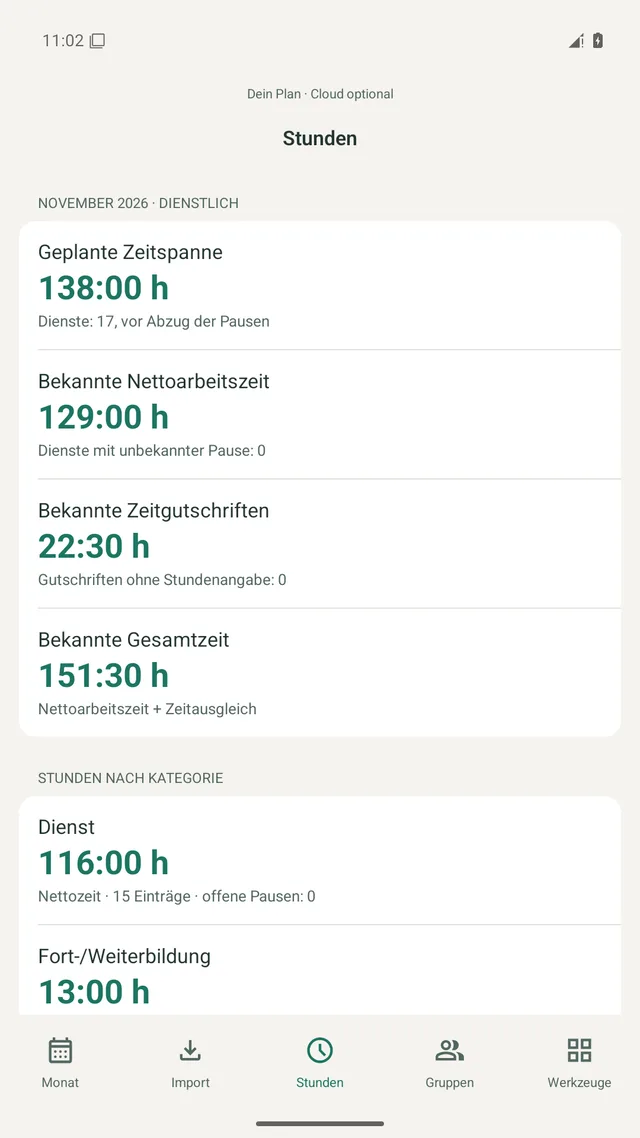 11:02
Dein Plan · Cloud optional
Stunden
NOVEMBER 2026 · DIENSTLICH
Geplante Zeitspanne
138:00 h
Dienste: 17, vor Abzug der Pausen
Bekannte Nettoarbeitszeit
129:00 h
Dienste mit unbekannter Pause: 0
Bekannte Zeitgutschriften
22:30 h
Gutschriften ohne Stundenangabe: 0
Bekannte Gesamtzeit
151:30 h
Nettoarbeitszeit + Zeitausgleich
STUNDEN NACH KATEGORIE
Dienst
116:00 h
Nettozeit · 15 Einträge · offene Pausen: 0
Fort-/Weiterbildung
13:00 h
Monat
Import
Stunden
Gruppen
Werkzeuge